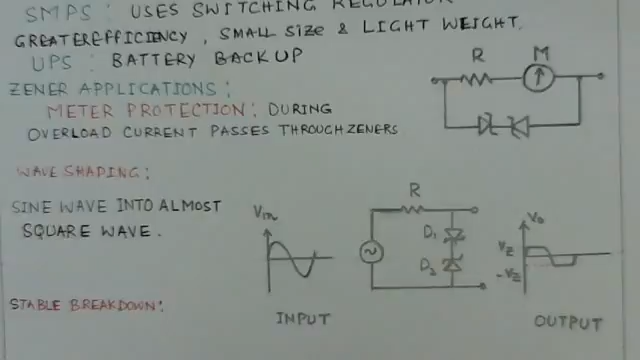 SMPS : USES SWITCHING REGULATOR
GREATER EFFICIENCY, SMALL SIZE & LIGHT WEIGHT.
UPS : BATTERY BACKUP
ZENER APPLICATIONS:
METER PROTECTION: DURING
OVERLOAD CURRENT PASSES THROUGH ZENERS
R
M
WAVE SHAPING:
SINE WAVE INTO ALMOST
SQUARE WAVE.
Vin
R
D1
D2
Vo
Vz
-Vz
STABLE BREAKDOWN:
INPUT
OUTPUT